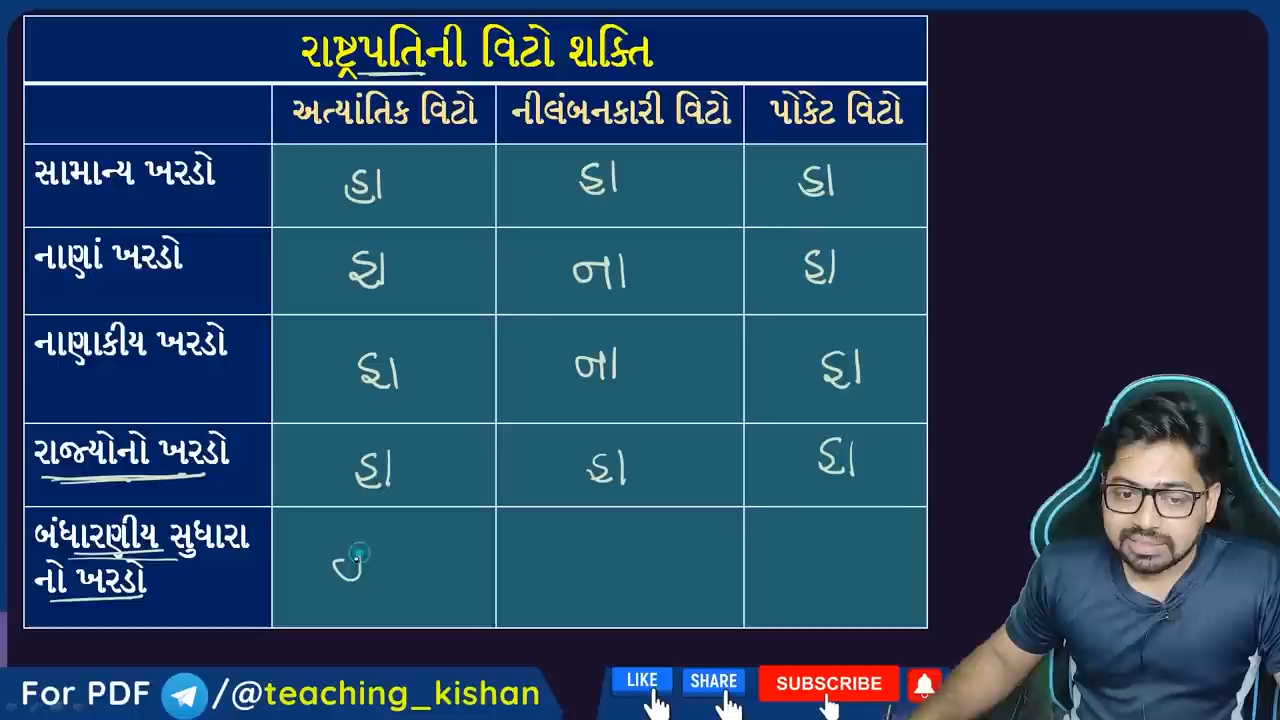 રાષ્ટ્રપતિની વિટો શક્તિ
અત્યાંતિક વિટો નીલંબનકારી વિટો પોકેટ વિટો
સામાન્ય ખરડો હા હા હા
નાણાં ખરડો હા ના હા
નાણાકીય ખરડો હા ના હા
રાજ્યોનો ખરડો હા હા હા
બંધારણીય સુધારા
નો ખરડો
For PDF /@teaching_kishan LIKE SHARE SUBSCRIBE